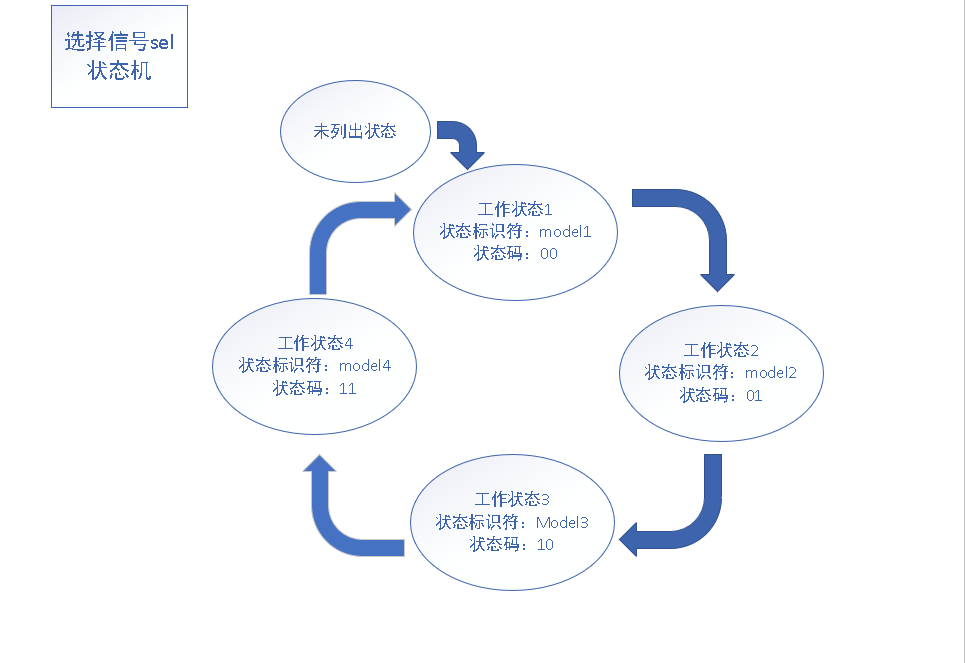 选择信号sel
状态机
未列出状态
工作状态1
状态标识符：model1
状态码：00
工作状态2
状态标识符：model2
状态码：01
工作状态3
状态标识符：Model3
状态码：10
工作状态4
状态标识符：model4
状态码：11